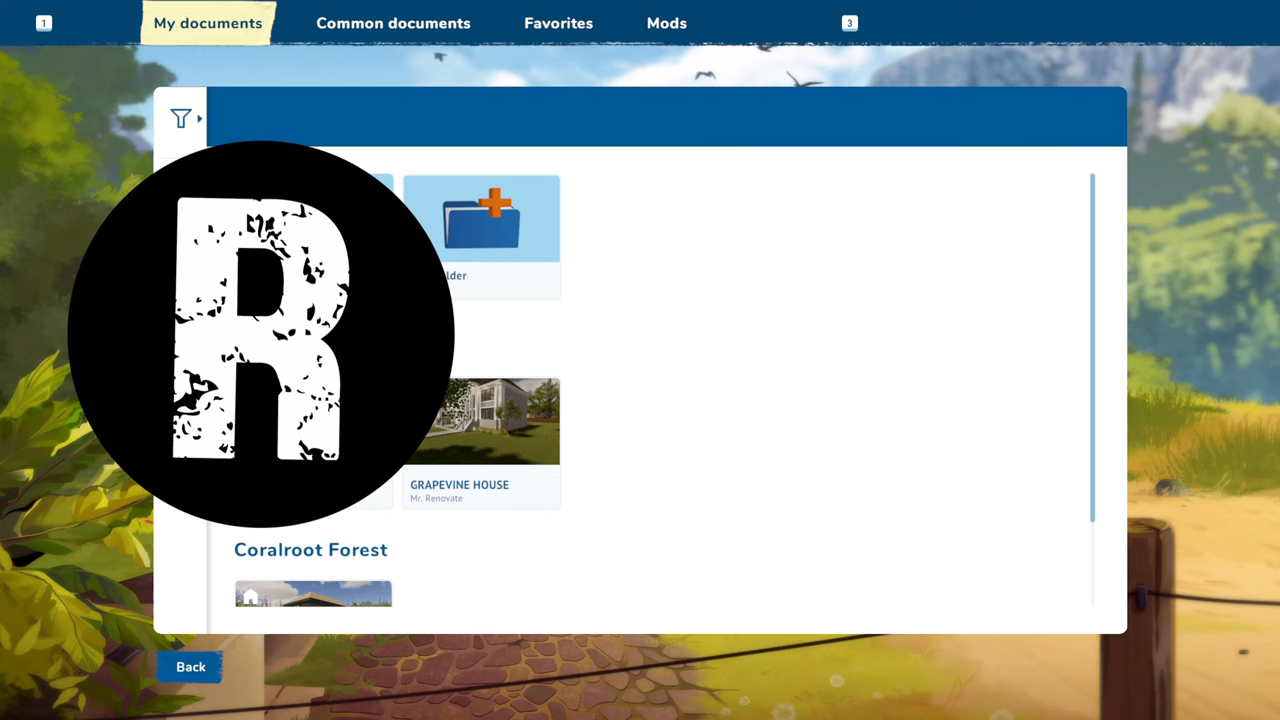 1
My documents
Common documents
Favorites
Mods
3
R
lder
GRAPEVINE HOUSE
Mr. Renovate
Coralroot Forest
Back